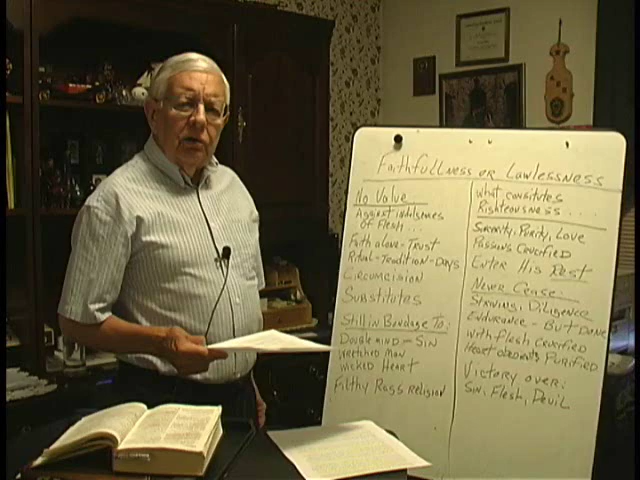 Faithfullness or Lawlessness
No Value
Against indulgences
of Flesh...
Faith alone - Trust
Ritual - Tradition - Days
Circumcision
Substitutes
Still in Bondage To:
Double mind - Sin
Wretched Man
Wicked Heart
Filthy Rags Religion
what constitutes
Righteousness....
Sincerity, Purity, Love
Passions Crucified
Enter His Rest
Never Cease:
Striving, Diligence
Endurance - But Done
with Flesh Crucified
Heart Purified
Victory over:
Sin, Flesh, Devil